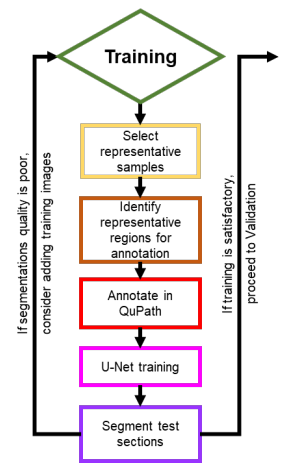 Training
Select
representative
samples
Identify
representative
regions for
annotation
Annotate in
QuPath
U-Net training
Segment test
sections
If segmentations quality is poor,
consider adding training images
If training is satisfactory,
proceed to Validation